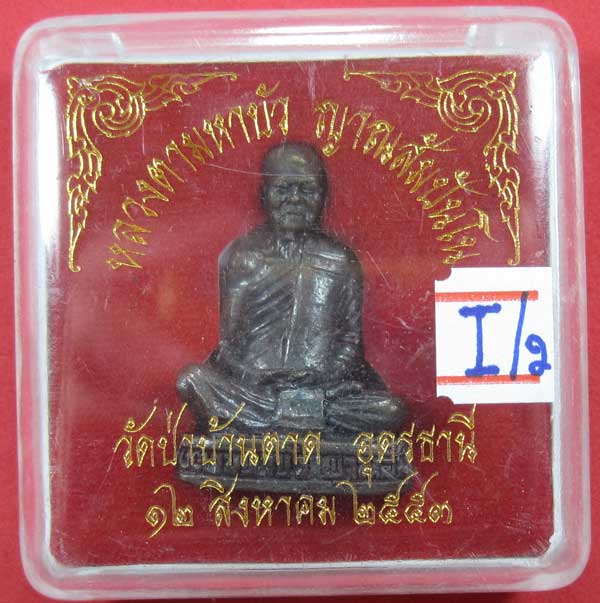 หลวงตามหาบัว ญาณสัมปันโน
I/๑
วัดป่าบ้านตาด อุดรธานี
๑๒ สิงหาคม ๒๕๕๓